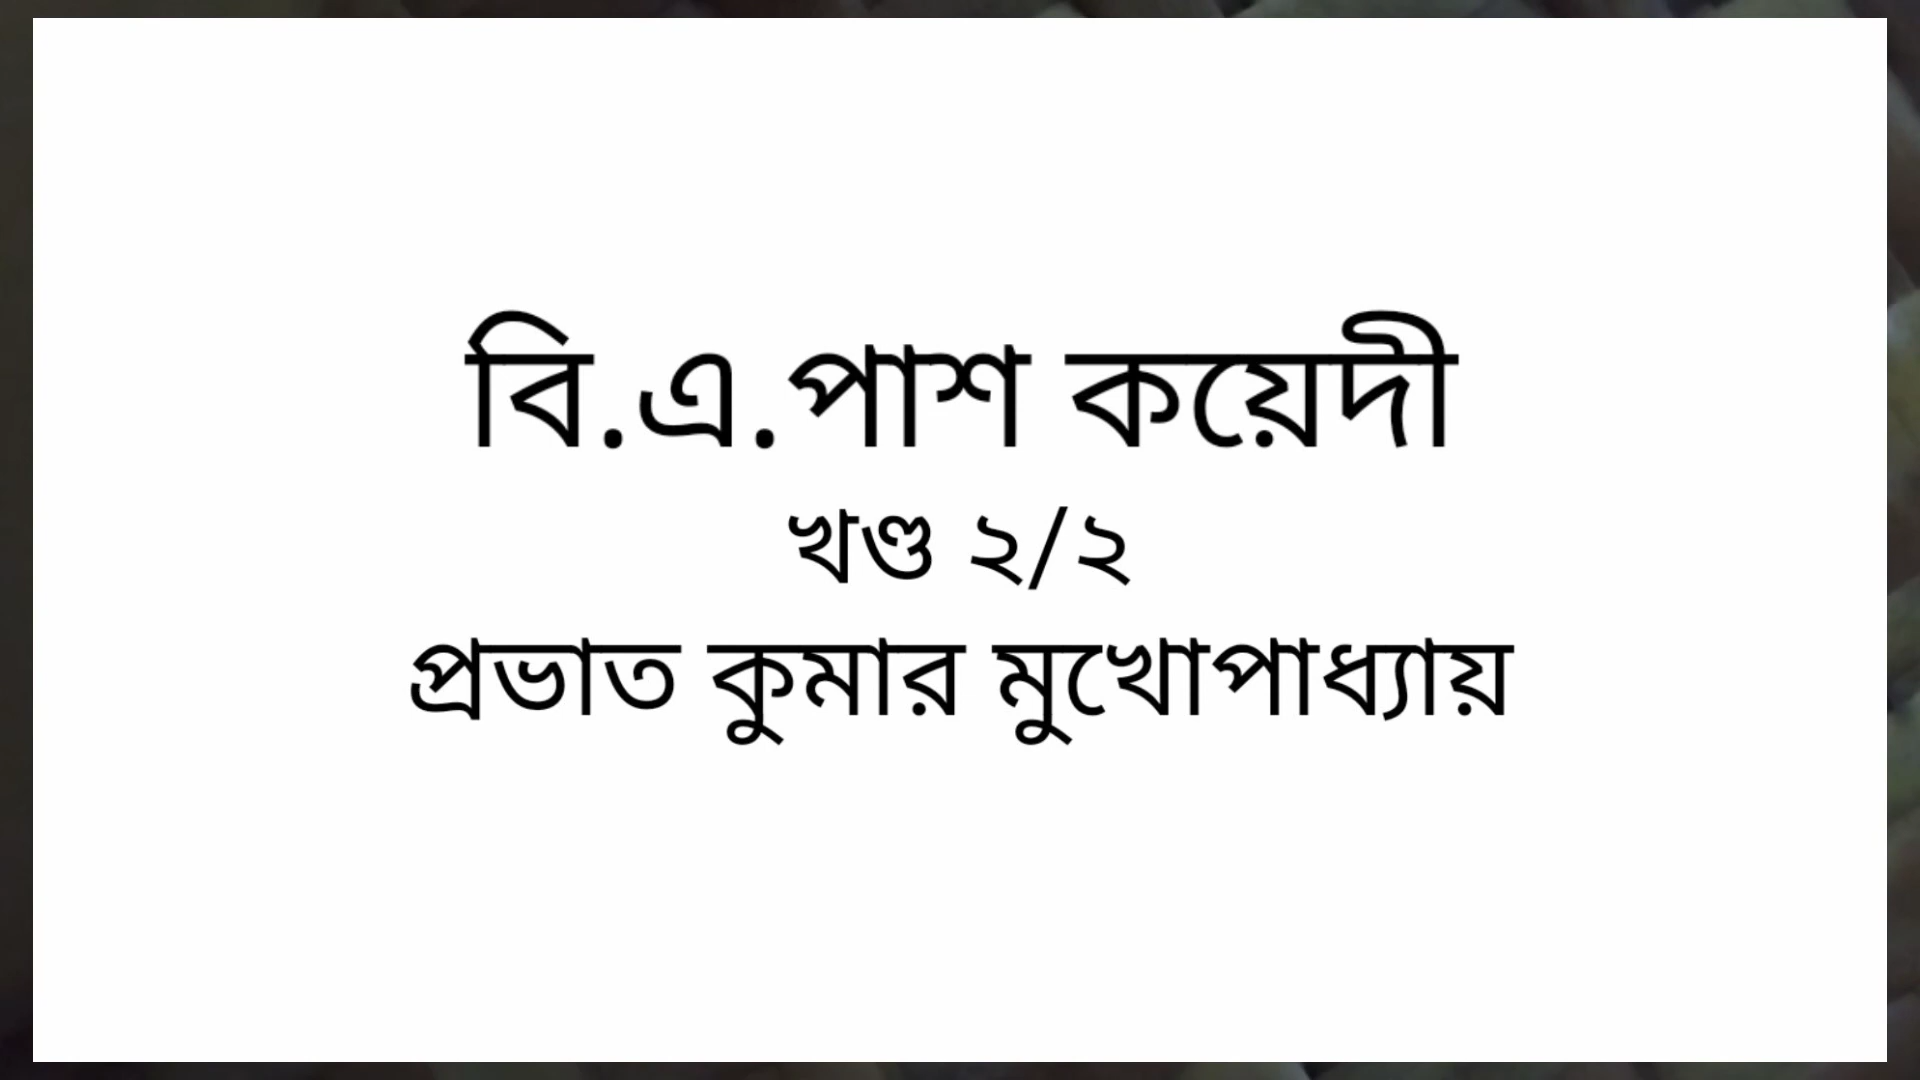 বি.এ.পাশ কয়েদী
খণ্ড ২/২
প্রভাত কুমার মুখোপাধ্যায়